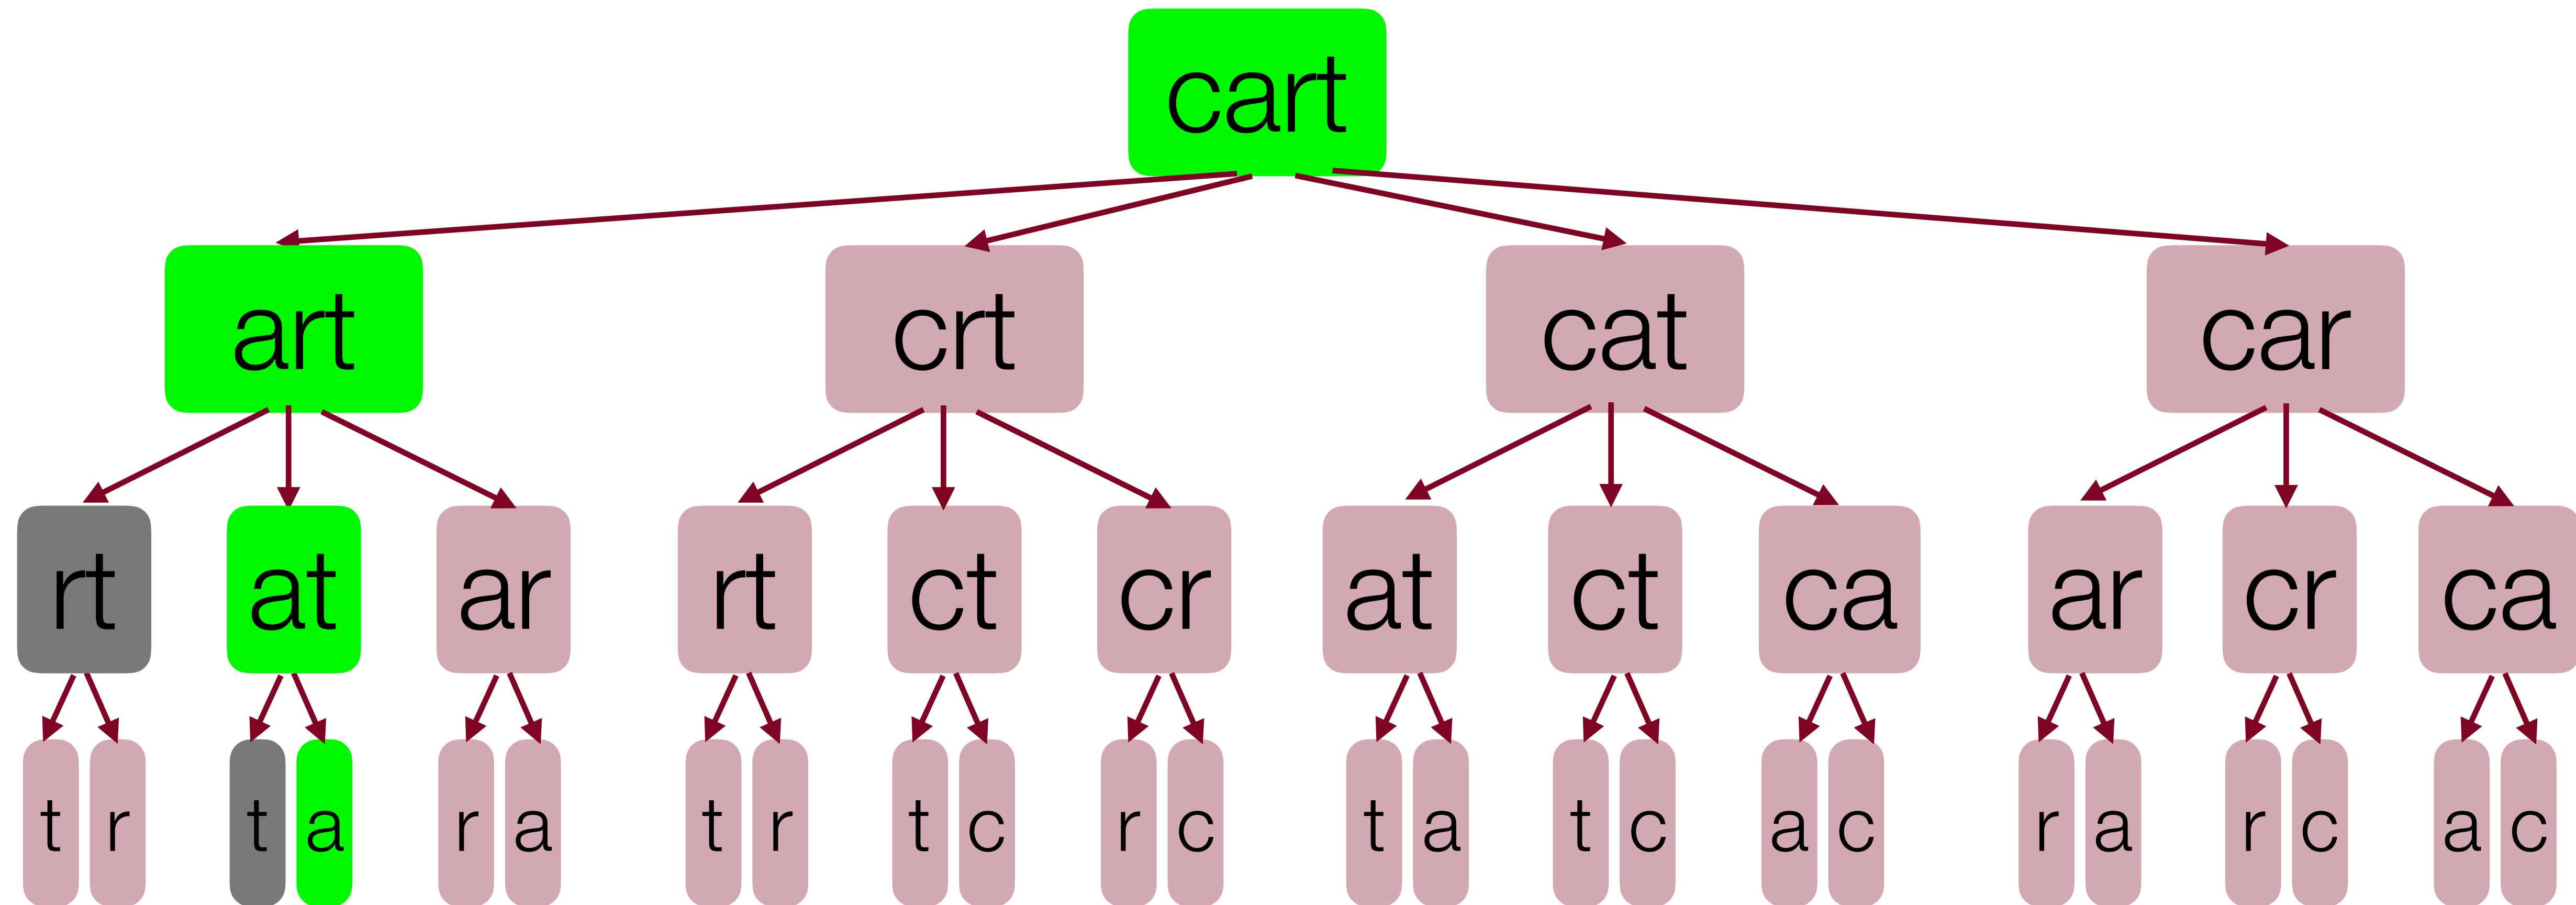 cart
art crt cat car
rt at ar rt ct cr at ct ca ar cr ca
t r t a r a t r t c r c t a t c a c r a r c a c